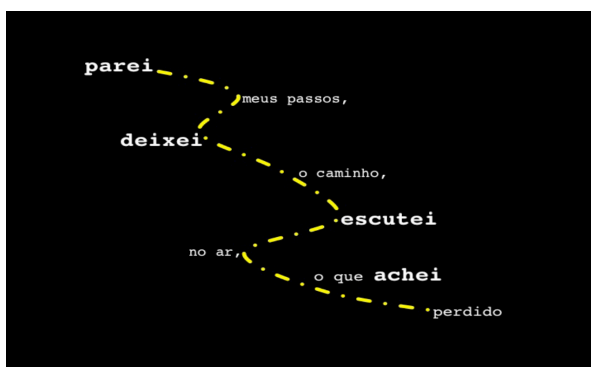 parei
meus passos,
deixei
o caminho,
escutei
no ar,
o que achei
perdido